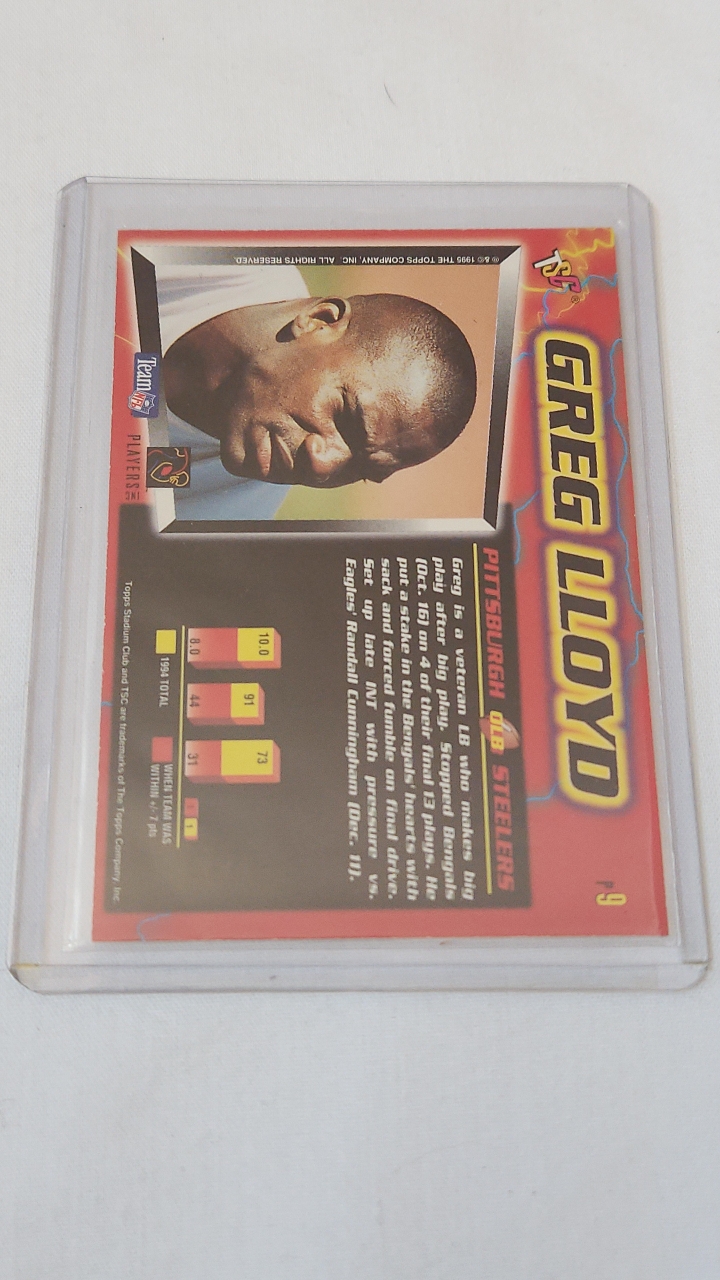 TSC®
GREG LLOYD
P9
© & © 1995 THE TOPPS COMPANY, INC. ALL RIGHTS RESERVED.
PITTSBURGH OLB STEELERS
Greg is a veteran LB who makes big
play after big play. Stopped Bengals
(Oct. 16) on 4 of their final 13 plays. He
put a stake in the Bengals' hearts with
sack and forced fumble on final drive.
Set up late INT with pressure vs.
Eagles' Randall Cunningham (Dec. 11).
Team NFL
PLAYERS INC
10.0 91 73
8.0 44 31 1
1994 TOTAL
WHEN TEAM WAS
WITHIN +/- 7 pts
Topps Stadium Club and TSC are trademarks of The Topps Company, Inc.